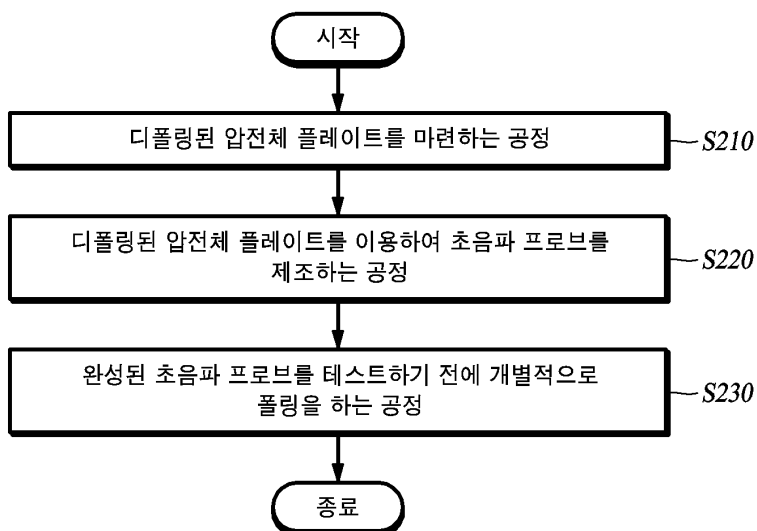 시작
디폴링된 압전체 플레이트를 마련하는 공정
S210
디폴링된 압전체 플레이트를 이용하여 초음파 프로브를
제조하는 공정
S220
완성된 초음파 프로브를 테스트하기 전에 개별적으로
폴링을 하는 공정
S230
종료